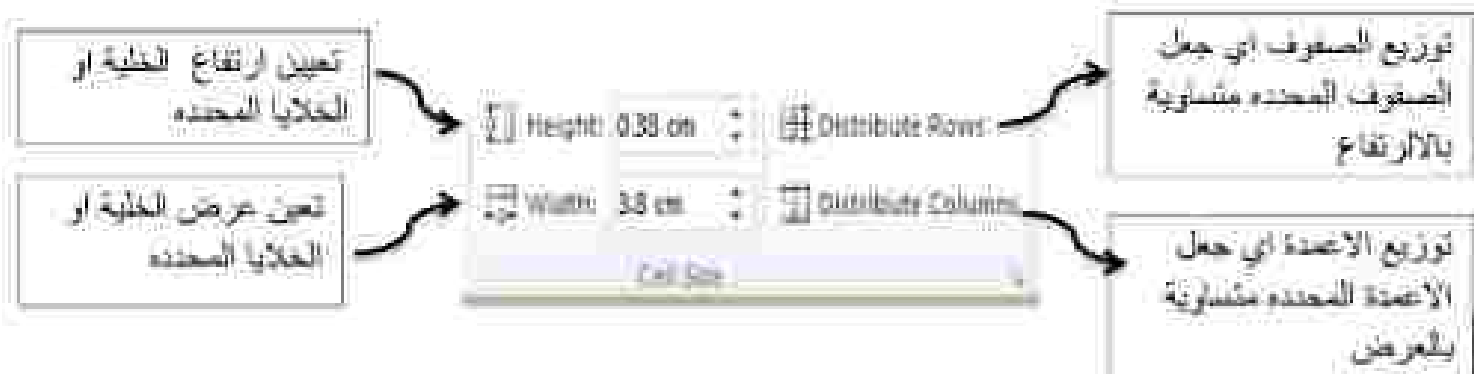 تعيين ارتفاع الخلية او
الخلايا المحدده
تعين عرض الخلية او
الخلايا المحدده
Height: 0.38 cm
Width: 3.8 cm
Distribute Rows
Distribute Columns
Cell Size
توزيع الصفوف اي جعل
الصفوف المحدده متساوية
بالارتفاع
توزيع الاعمدة اي جعل
الاعمدة المحدده متساوية
بالعرض